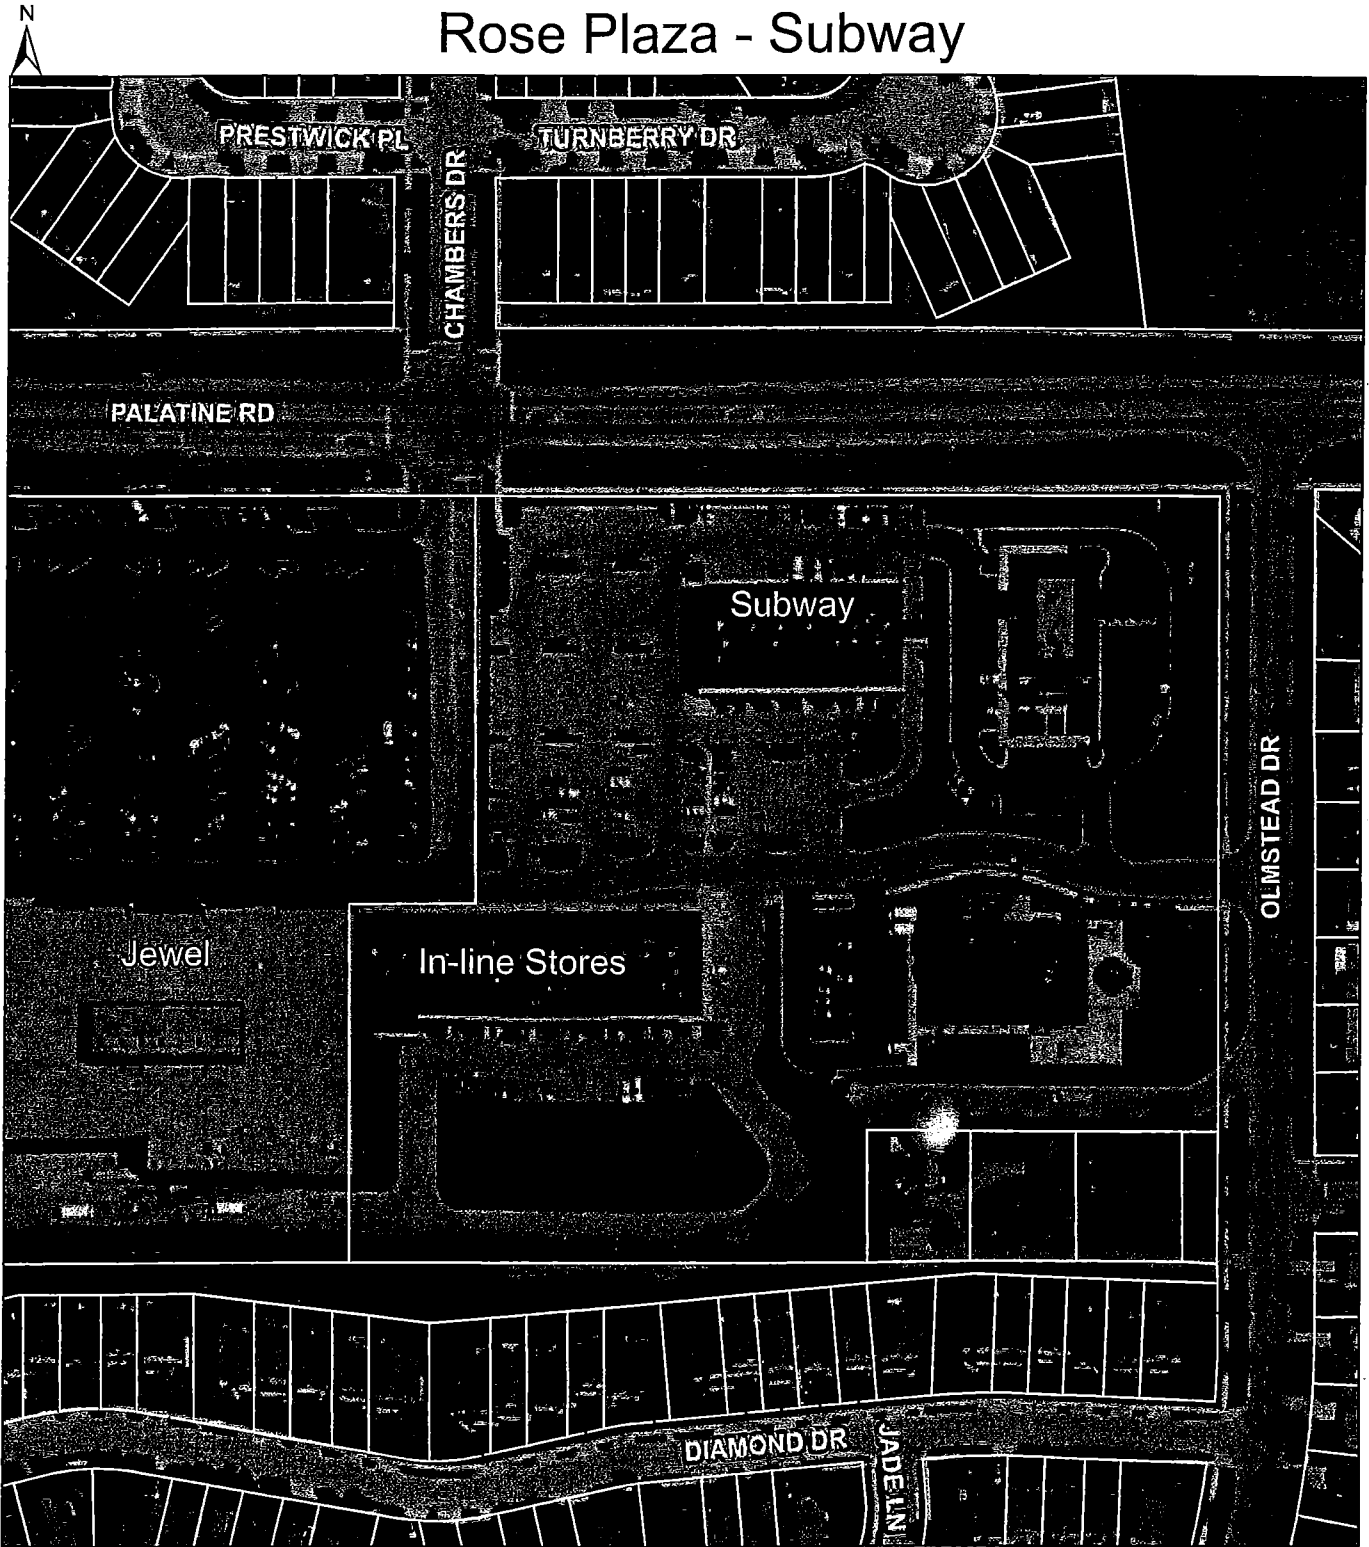 N
Rose Plaza - Subway
PRESTWICK PL
TURNBERRY DR
CHAMBERS DR
PALATINE RD
Subway
OLMSTEAD DR
Jewel
In-line Stores
DIAMOND DR
JADE LN